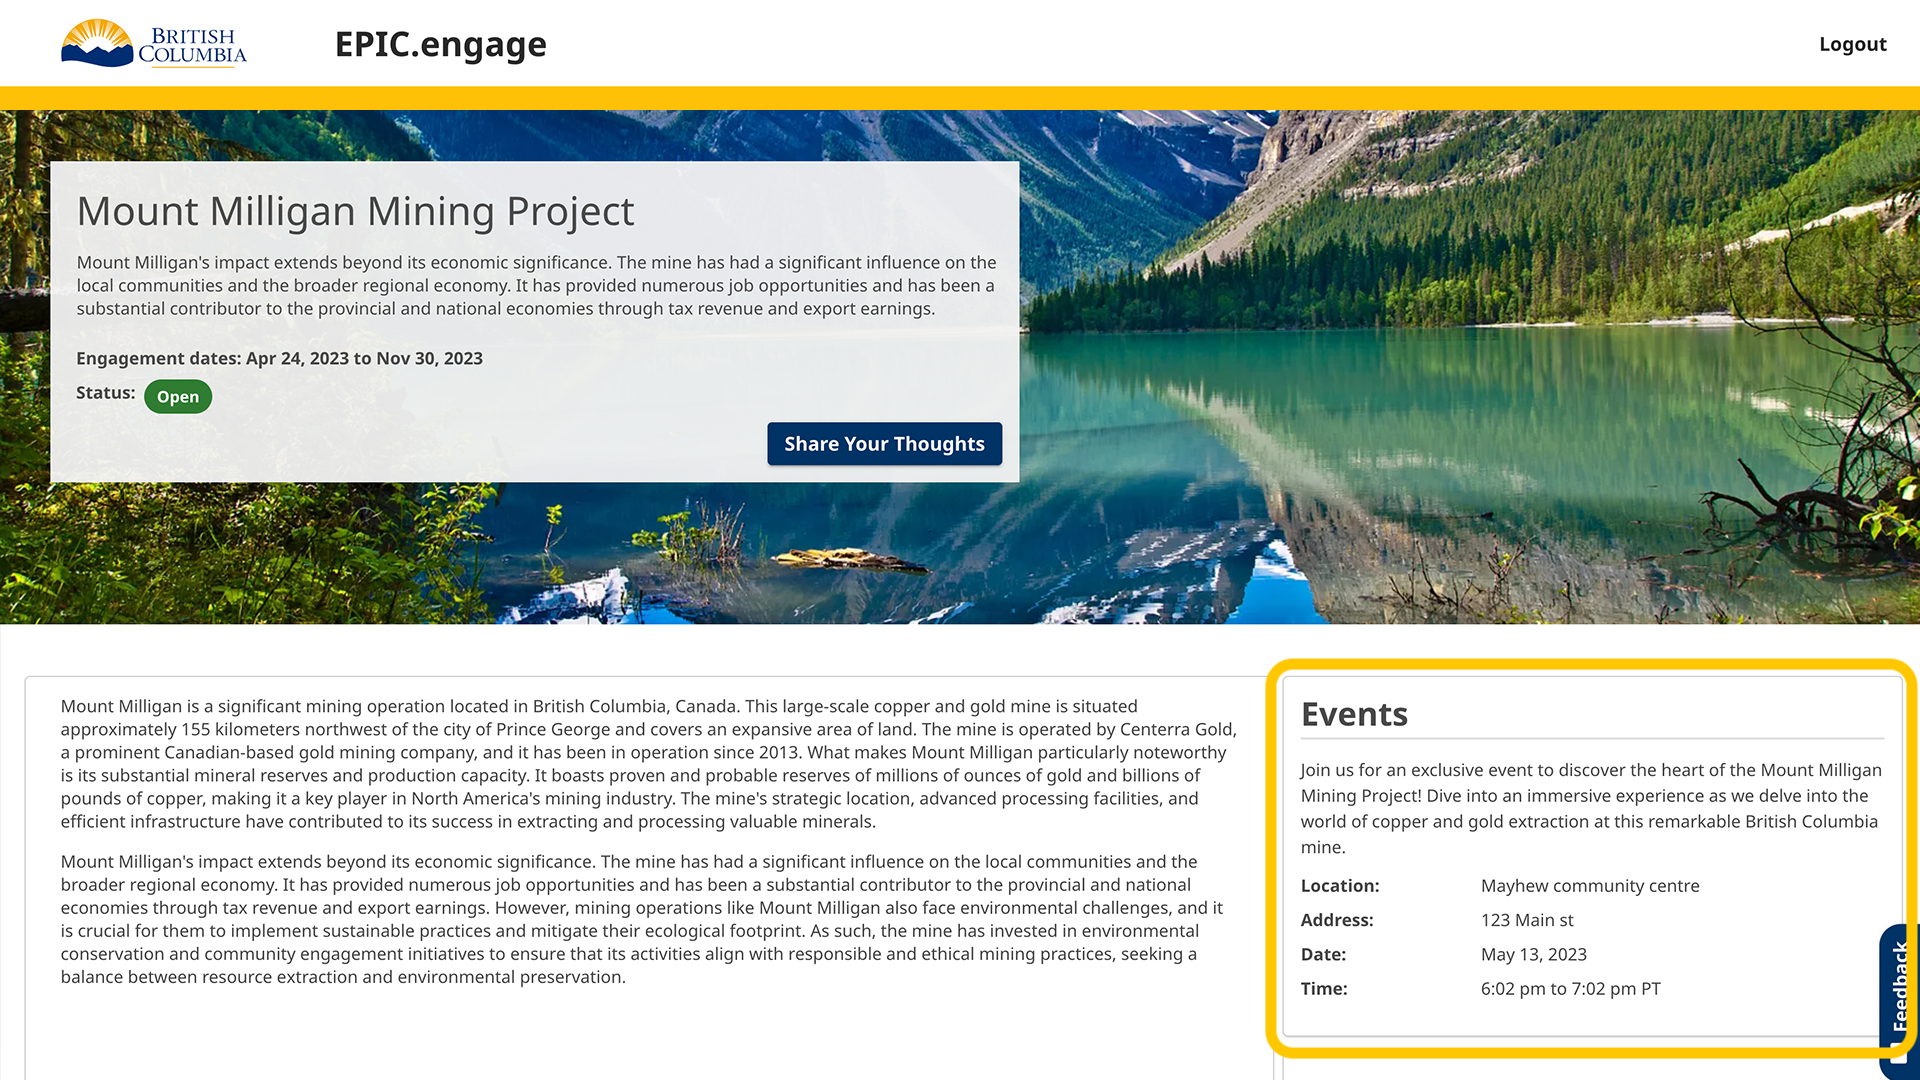 BRITISH
COLUMBIA
EPIC.engage
Logout
Mount Milligan Mining Project
Mount Milligan's impact extends beyond its economic significance. The mine has had a significant influence on the
local communities and the broader regional economy. It has provided numerous job opportunities and has been a
substantial contributor to the provincial and national economies through tax revenue and export earnings.
Engagement dates: Apr 24, 2023 to Nov 30, 2023
Status: Open
Share Your Thoughts
Mount Milligan is a significant mining operation located in British Columbia, Canada. This large-scale copper and gold mine is situated
approximately 155 kilometers northwest of the city of Prince George and covers an expansive area of land. The mine is operated by Centerra Gold,
a prominent Canadian-based gold mining company, and it has been in operation since 2013. What makes Mount Milligan particularly noteworthy
is its substantial mineral reserves and production capacity. It boasts proven and probable reserves of millions of ounces of gold and billions of
pounds of copper, making it a key player in North America's mining industry. The mine's strategic location, advanced processing facilities, and
efficient infrastructure have contributed to its success in extracting and processing valuable minerals.
Mount Milligan's impact extends beyond its economic significance. The mine has had a significant influence on the local communities and the
broader regional economy. It has provided numerous job opportunities and has been a substantial contributor to the provincial and national
economies through tax revenue and export earnings. However, mining operations like Mount Milligan also face environmental challenges, and it
is crucial for them to implement sustainable practices and mitigate their ecological footprint. As such, the mine has invested in environmental
conservation and community engagement initiatives to ensure that its activities align with responsible and ethical mining practices, seeking a
balance between resource extraction and environmental preservation.
Events
Join us for an exclusive event to discover the heart of the Mount Milligan
Mining Project! Dive into an immersive experience as we delve into the
world of copper and gold extraction at this remarkable British Columbia
mine.
Location: Mayhew community centre
Address: 123 Main st
Date: May 13, 2023
Time: 6:02 pm to 7:02 pm PT
Feedback